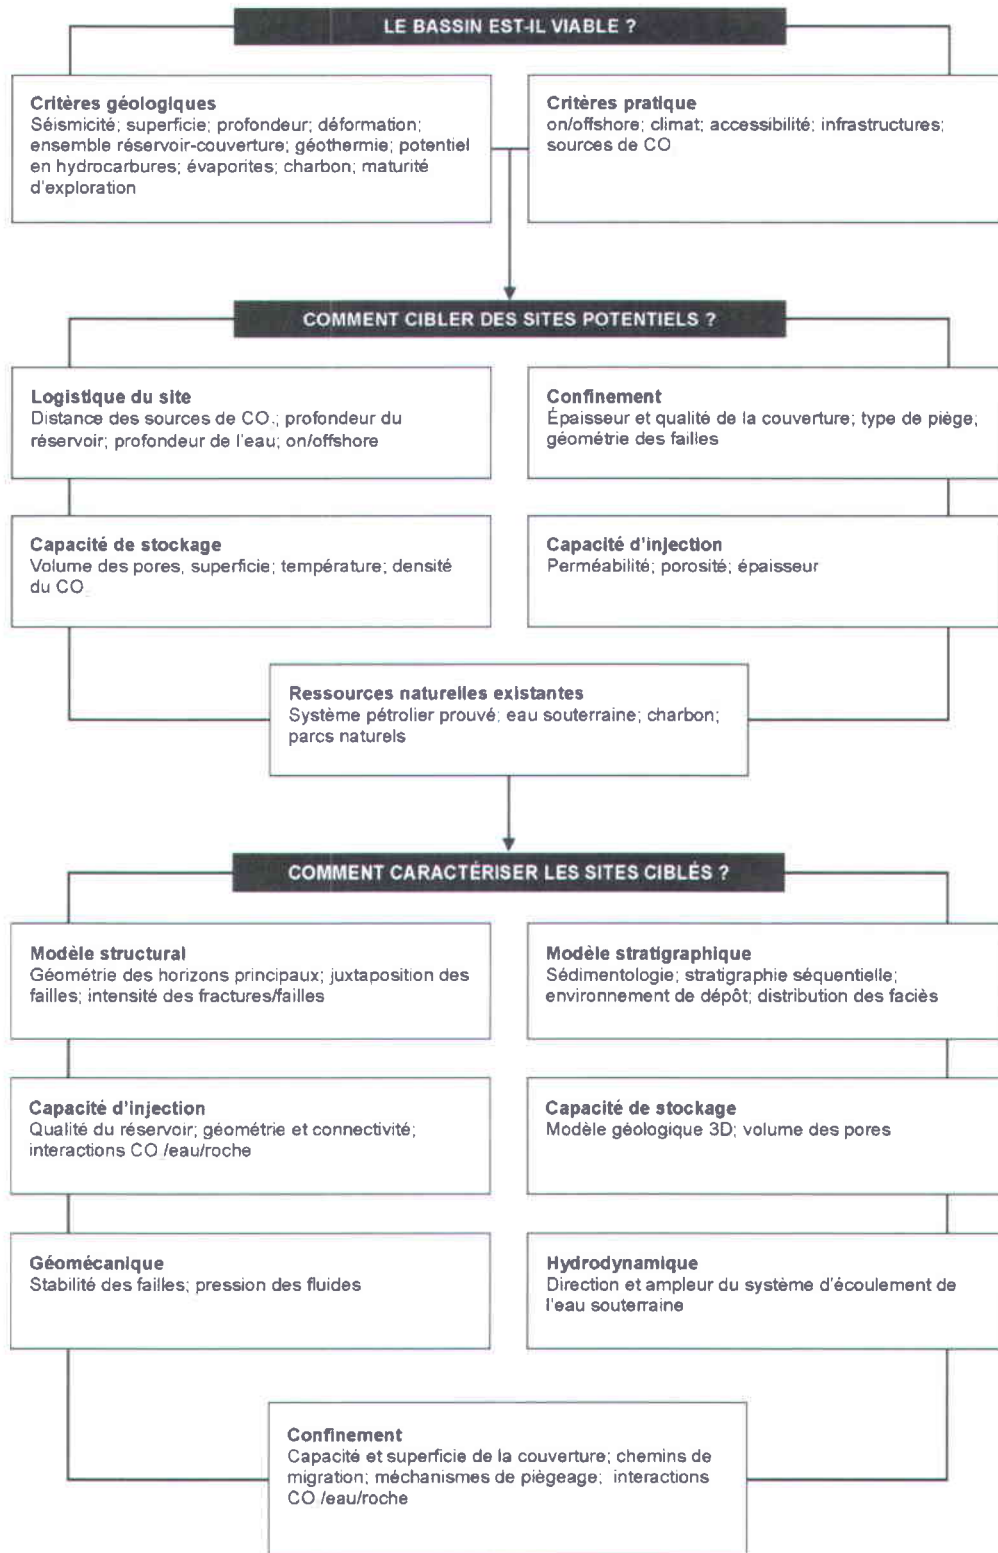 LE BASSIN EST-IL VIABLE ?
Critères géologiques
Séismicité; superficie; profondeur; déformation;
ensemble réservoir-couverture; géothermie; potentiel
en hydrocarbures; évaporites; charbon; maturité
d'exploration
Critères pratique
on/offshore; climat; accessibilité; infrastructures;
sources de CO
COMMENT CIBLER DES SITES POTENTIELS ?
Logistique du site
Distance des sources de CO₂; profondeur du
réservoir; profondeur de l'eau; on/offshore
Confinement
Épaisseur et qualité de la couverture; type de piège;
géométrie des failles
Capacité de stockage
Volume des pores, superficie; température; densité
du CO
Capacité d'injection
Perméabilité; porosité; épaisseur
Ressources naturelles existantes
Système pétrolier prouvé; eau souterraine; charbon;
parcs naturels
COMMENT CARACTÉRISER LES SITES CIBLÉS ?
Modèle structural
Géométrie des horizons principaux; juxtaposition des
failles; intensité des fractures/failles
Modèle stratigraphique
Sédimentologie; stratigraphie séquentielle;
environnement de dépôt; distribution des faciès
Capacité d'injection
Qualité du réservoir; géométrie et connectivité;
interactions CO /eau/roche
Capacité de stockage
Modèle géologique 3D; volume des pores
Géomécanique
Stabilité des failles; pression des fluides
Hydrodynamique
Direction et ampleur du système d'écoulement de
l'eau souterraine
Confinement
Capacité et superficie de la couverture; chemins de
migration; méchanismes de piégeage; interactions
CO /eau/roche